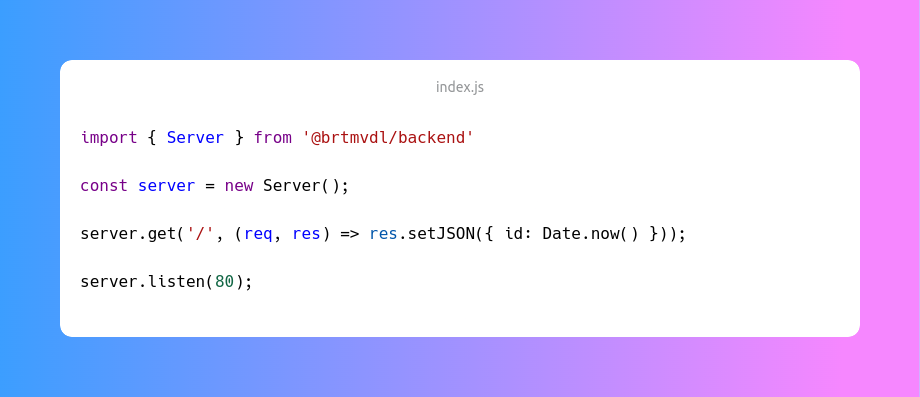 index.js
import { Server } from '@brtmvdl/backend'
const server = new Server();
server.get('/', (req, res) => res.setJSON({ id: Date.now() }));
server.listen(80);